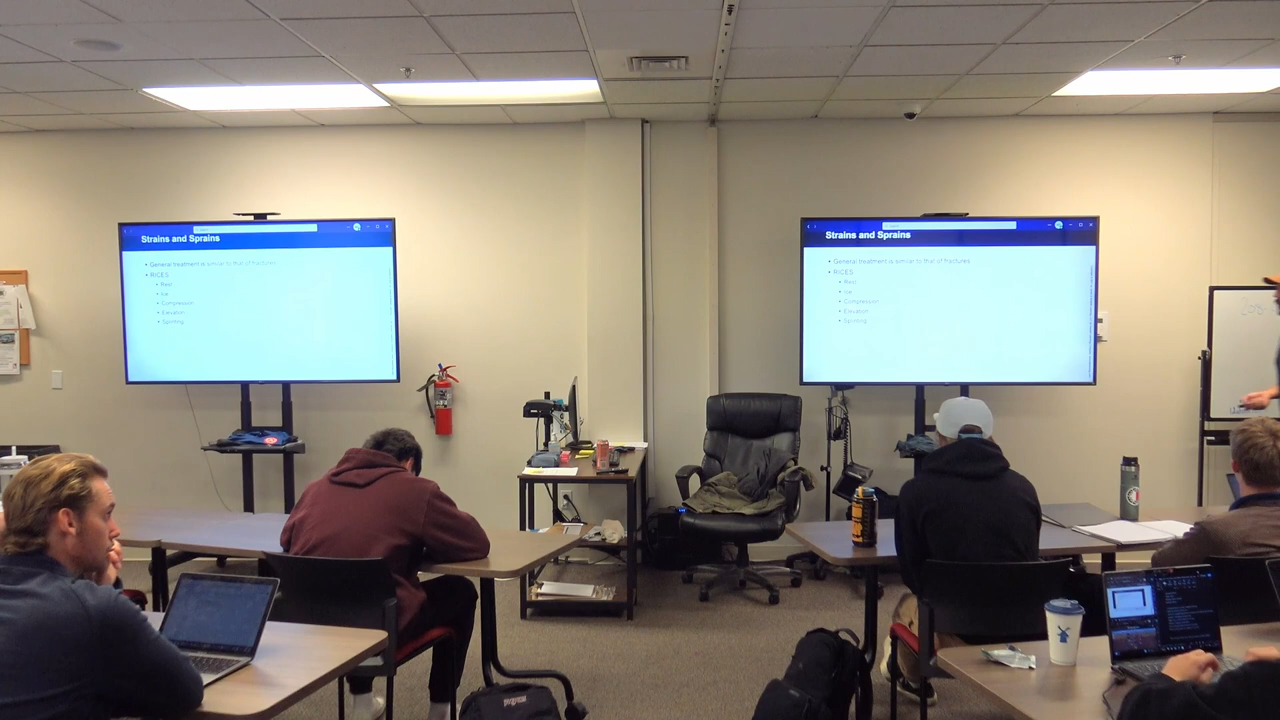 Strains and Sprains
• General treatment is similar to that of fractures
• RICES
• Rest
• Ice
• Compression
• Elevation
• Splinting
Strains and Sprains
• General treatment is similar to that of fractures
• RICES
• Rest
• Ice
• Compression
• Elevation
• Splinting